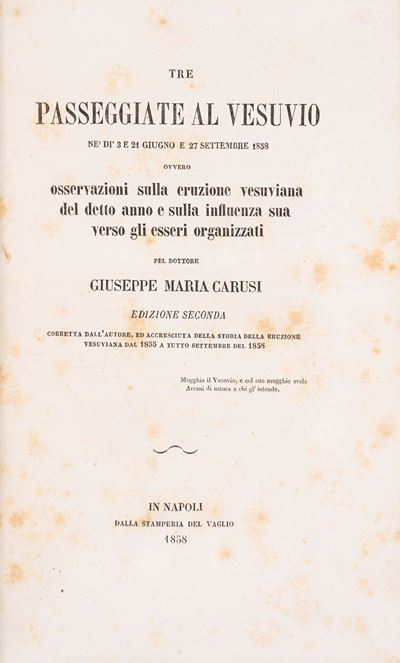 TRE
PASSEGGIATE AL VESUVIO
NE' DI' 3 E 21 GIUGNO E 27 SETTEMBRE 1858
OVVERO
osservazioni sulla eruzione vesuviana
del detto anno e sulla influenza sua
verso gli esseri organizzati
PEL DOTTORE
GIUSEPPE MARIA CARUSI
EDIZIONE SECONDA
CORRETTA DALL'AUTORE, ED ACCRESCIUTA DELLA STORIA DELLA ERUZIONE
VESUVIANA DAL 1855 A TUTTO SETTEMBRE DEL 1858
Mugghia il Vesuvio, e col suo mugghio svela
Arcani di natura a chi gl'intende.
IN NAPOLI
DALLA STAMPERIA DEL VAGLIO
1858